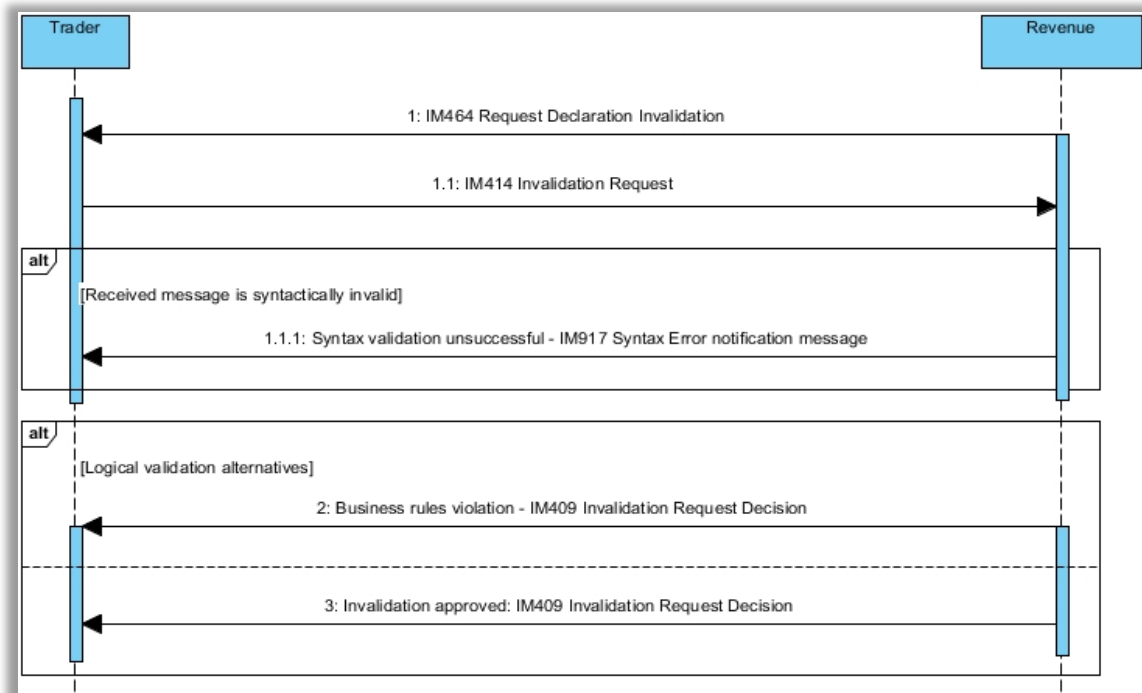 Trader
Revenue
1: IM464 Request Declaration Invalidation
1.1: IM414 Invalidation Request
alt
[Received message is syntactically invalid]
1.1.1: Syntax validation unsuccessful - IM917 Syntax Error notification message
alt
[Logical validation alternatives]
2: Business rules violation - IM409 Invalidation Request Decision
3: Invalidation approved: IM409 Invalidation Request Decision